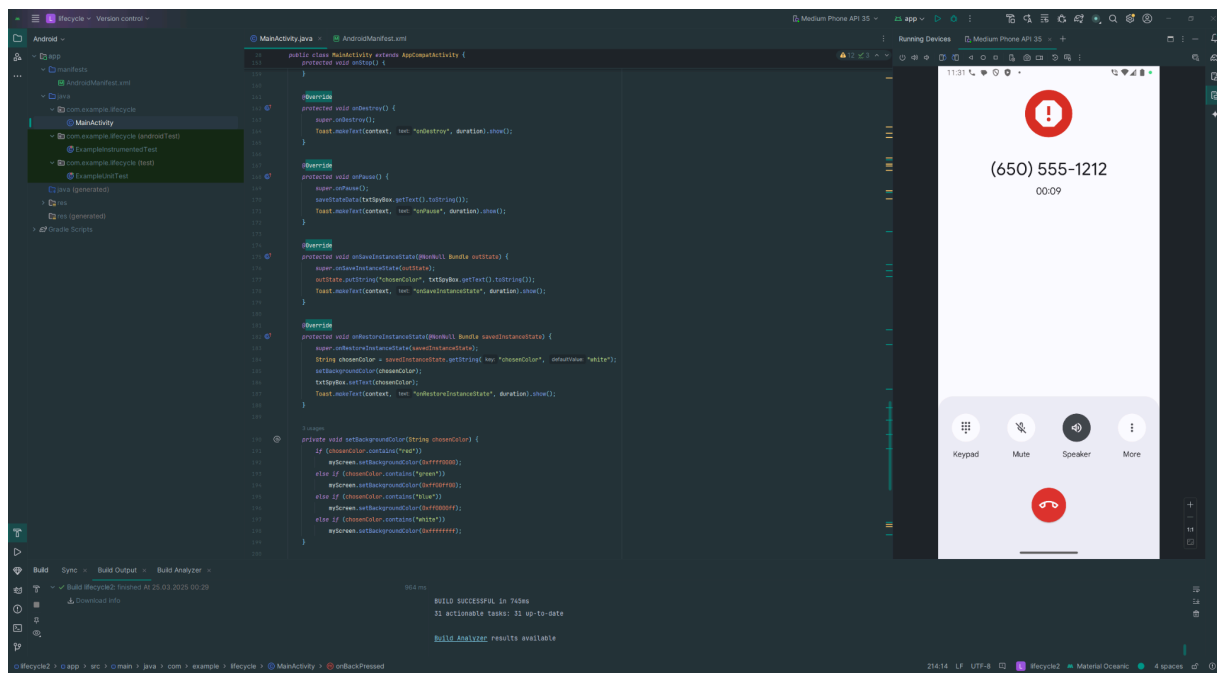 lifecycle
Version control
Medium Phone API 35
app
Android
MainActivity.java
AndroidManifest.xml
Running Devices
Medium Phone API 35
app
manifests
AndroidManifest.xml
java
com.example.lifecycle
MainActivity
com.example.lifecycle (androidTest)
ExampleInstrumentedTest
com.example.lifecycle (test)
ExampleUnitTest
java (generated)
res
res (generated)
Gradle Scripts
public class MainActivity extends AppCompatActivity {
protected void onStop() {
}
@Override
protected void onDestroy() {
super.onDestroy();
Toast.makeText(context, text: "onDestroy", duration).show();
}
@Override
protected void onPause() {
super.onPause();
saveStateData(txtSpyBox.getText().toString());
Toast.makeText(context, text: "onPause", duration).show();
}
@Override
protected void onSaveInstanceState(@NonNull Bundle outState) {
super.onSaveInstanceState(outState);
outState.putString("chosenColor", txtSpyBox.getText().toString());
Toast.makeText(context, text: "onSaveInstanceState", duration).show();
}
@Override
protected void onRestoreInstanceState(@NonNull Bundle savedInstanceState) {
super.onRestoreInstanceState(savedInstanceState);
String chosenColor = savedInstanceState.getString( key: "chosenColor", defaultValue: "white");
setBackgroundColor(chosenColor);
txtSpyBox.setText(chosenColor);
Toast.makeText(context, text: "onRestoreInstanceState", duration).show();
}
3 usages
private void setBackgroundColor(String chosenColor) {
if (chosenColor.contains("red"))
myScreen.setBackgroundColor(0xffff0000);
else if (chosenColor.contains("green"))
myScreen.setBackgroundColor(0xff00ff00);
else if (chosenColor.contains("blue"))
myScreen.setBackgroundColor(0xff0000ff);
else if (chosenColor.contains("white"))
myScreen.setBackgroundColor(0xffffffff);
}
11:31
(650) 555-1212
00:09
Keypad
Mute
Speaker
More
1:1
Build
Sync
Build Output
Build Analyzer
Build lifecycle2: finished At 25.03.2025 00:29
964 ms
Download info
BUILD SUCCESSFUL in 745ms
31 actionable tasks: 31 up-to-date
Build Analyzer results available
lifecycle2 > app > src > main > java > com > example > lifecycle > MainActivity > onBackPressed
214:14 LF UTF-8 lifecycle2 Material Oceanic 4 spaces